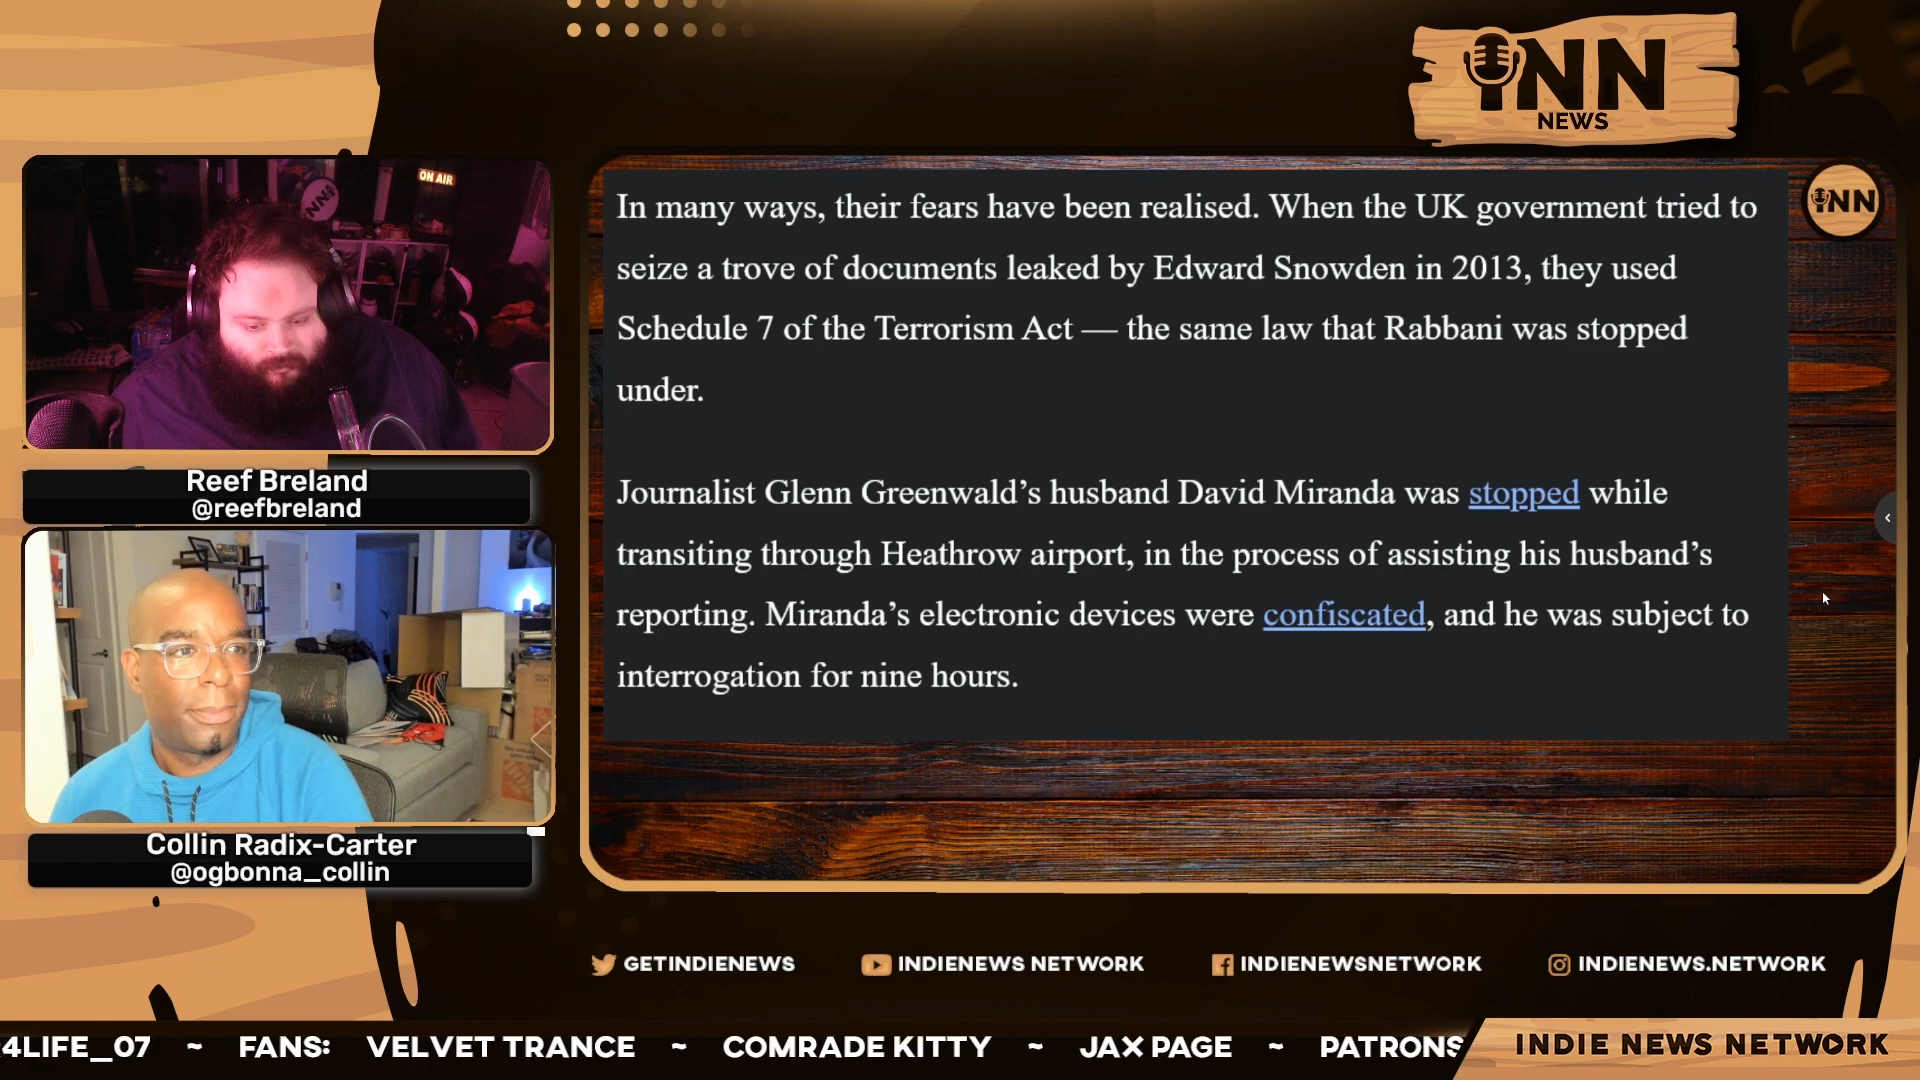 iNN
NEWS
ON AIR
iNN
In many ways, their fears have been realised. When the UK government tried to
seize a trove of documents leaked by Edward Snowden in 2013, they used
Schedule 7 of the Terrorism Act — the same law that Rabbani was stopped
under.
Journalist Glenn Greenwald’s husband David Miranda was stopped while
transiting through Heathrow airport, in the process of assisting his husband’s
reporting. Miranda’s electronic devices were confiscated, and he was subject to
interrogation for nine hours.
Reef Breland
@reefbreland
Collin Radix-Carter
@ogbonna_collin
GETINDIENEWS
INDIENEWS NETWORK
INDIENEWSNETWORK
INDIENEWS.NETWORK
4LIFE_07 ~ FANS: VELVET TRANCE ~ COMRADE KITTY ~ JAX PAGE ~ PATRONS
INDIE NEWS NETWORK